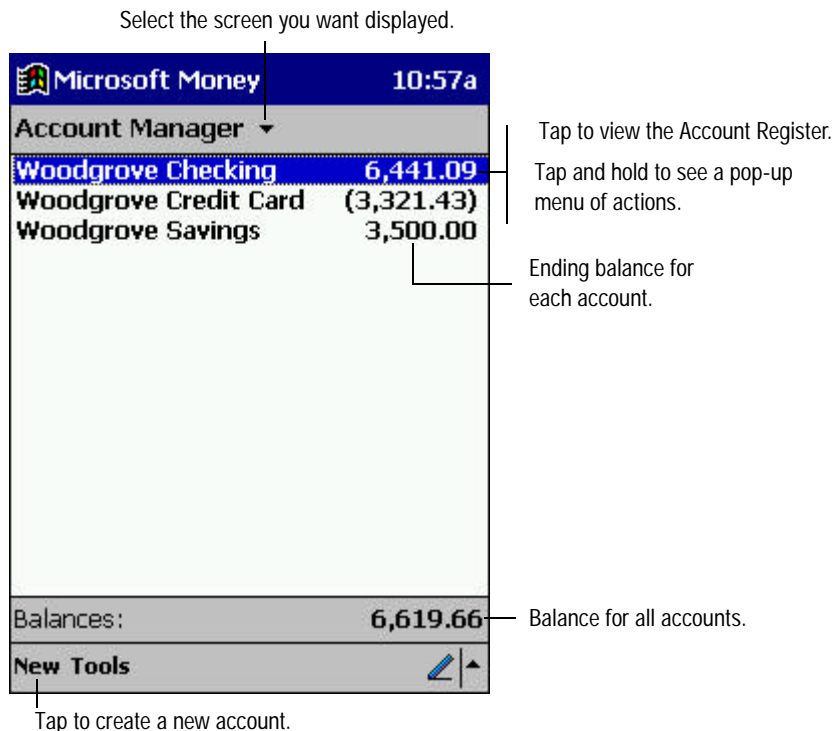 Select the screen you want displayed.
Microsoft Money 10:57a
Account Manager
Tap to view the Account Register.
Woodgrove Checking 6,441.09
Tap and hold to see a pop-up
menu of actions.
Woodgrove Credit Card (3,321.43)
Woodgrove Savings 3,500.00
Ending balance for
each account.
Balances: 6,619.66
Balance for all accounts.
New Tools
Tap to create a new account.